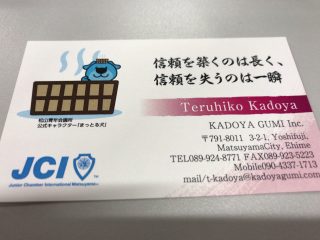 信頼を築くのは長く、
信頼を失うのは一瞬
Teruhiko Kadoya
KADOYA GUMI Inc.
〒791-8011 3-2-1, Yoshifuji,
MatsuyamaCity, Ehime
TEL089-924-8771 FAX089-923-5223
Mobile090-4337-1713
mail/t-kadoya@kadoyagumi.com
松山青年会議所
公式キャラクター「まっとる犬」
JCI
Junior Chamber International Matsuyama